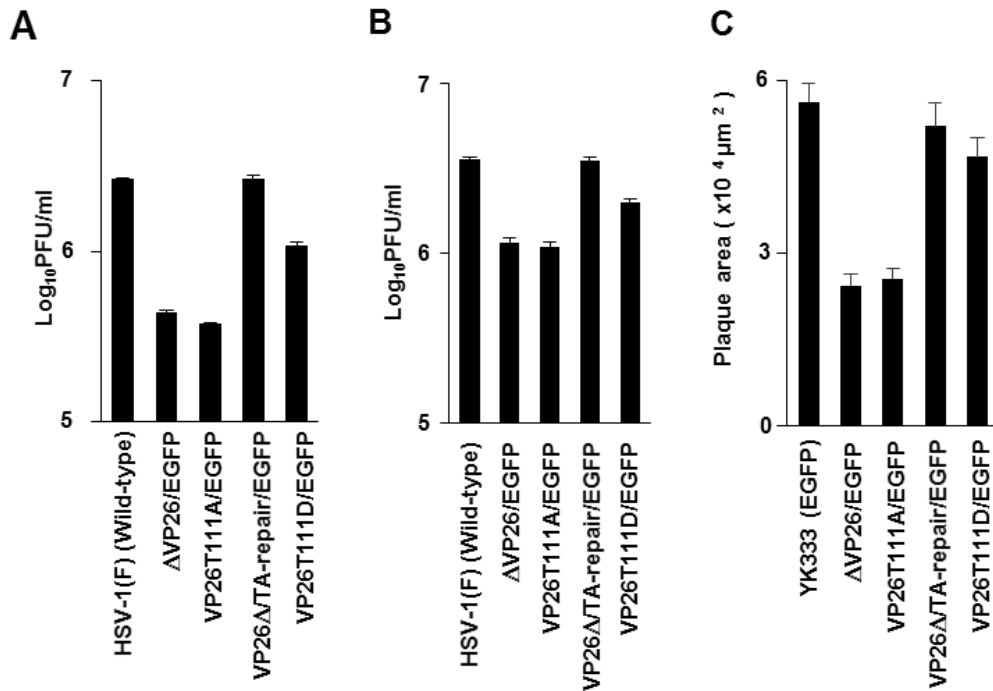 A
7
6
5
Log10PFU/ml
HSV-1(F) (Wild-type)
ΔVP26/EGFP
VP26T111A/EGFP
VP26Δ/TA-repair/EGFP
VP26T111D/EGFP
B
7
6
5
Log10PFU/ml
HSV-1(F) (Wild-type)
ΔVP26/EGFP
VP26T111A/EGFP
VP26Δ/TA-repair/EGFP
VP26T111D/EGFP
C
6
3
0
Plaque area ( x10 4 μm 2 )
YK333 (EGFP)
ΔVP26/EGFP
VP26T111A/EGFP
VP26Δ/TA-repair/EGFP
VP26T111D/EGFP